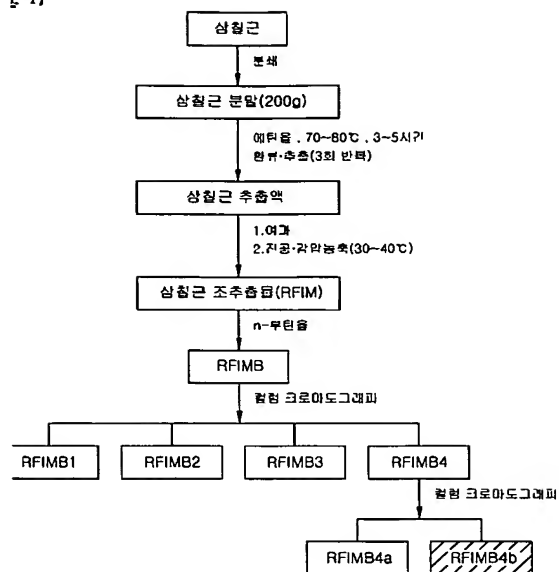 삼칠근
분쇄
삼칠근 분말(200g)
에탄올 , 70~80℃ , 3~5시간
환류·추출(3회 반복)
삼칠근 추출액
1.여과
2.진공·감압농축(30~40℃)
삼칠근 조추출물(RFIM)
n-부탄올
RFIMB
컬럼 크로마토그래피
RFIMB1 RFIMB2 RFIMB3 RFIMB4
컬럼 크로마토그래피
RFIMB4a RFIMB4b